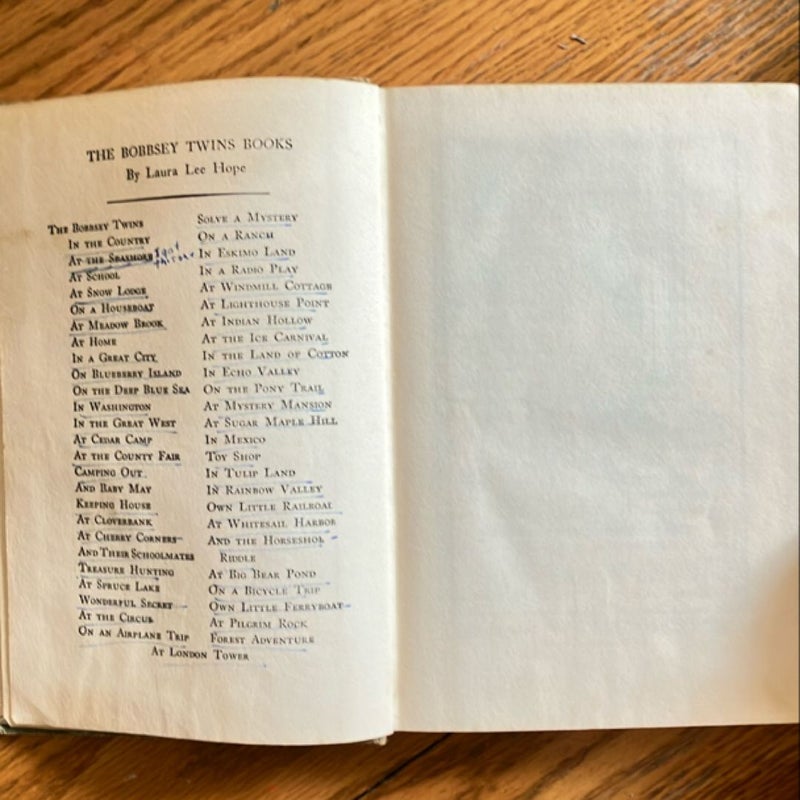 THE BOBBSEY TWINS BOOKS
By Laura Lee Hope
THE BOBBSEY TWINS
IN THE COUNTRY
AT THE SEASHORE
AT SCHOOL
AT SNOW LODGE
ON A HOUSEBOAT
AT MEADOW BROOK
AT HOME
IN A GREAT CITY
ON BLUEBERRY ISLAND
ON THE DEEP BLUE SEA
IN WASHINGTON
IN THE GREAT WEST
AT CEDAR CAMP
AT THE COUNTY FAIR
CAMPING OUT
AND BABY MAY
KEEPING HOUSE
AT CLOVERBANK
AT CHERRY CORNERS
AND THEIR SCHOOLMATES
TREASURE HUNTING
AT SPRUCE LAKE
WONDERFUL SECRET
AT THE CIRCUS
ON AN AIRPLANE TRIP
SOLVE A MYSTERY
ON A RANCH
IN ESKIMO LAND
IN A RADIO PLAY
AT WINDMILL COTTAGE
AT LIGHTHOUSE POINT
AT INDIAN HOLLOW
AT THE ICE CARNIVAL
IN THE LAND OF COTTON
IN ECHO VALLEY
ON THE PONY TRAIL
AT MYSTERY MANSION
AT SUGAR MAPLE HILL
IN MEXICO
TOY SHOP
IN TULIP LAND
IN RAINBOW VALLEY
OWN LITTLE RAILROAD
AT WHITESAIL HARBOR
AND THE HORSESHOE
RIDDLE
AT BIG BEAR POND
ON A BICYCLE TRIP
OWN LITTLE FERRYBOAT
AT PILGRIM ROCK
FOREST ADVENTURE
AT LONDON TOWER